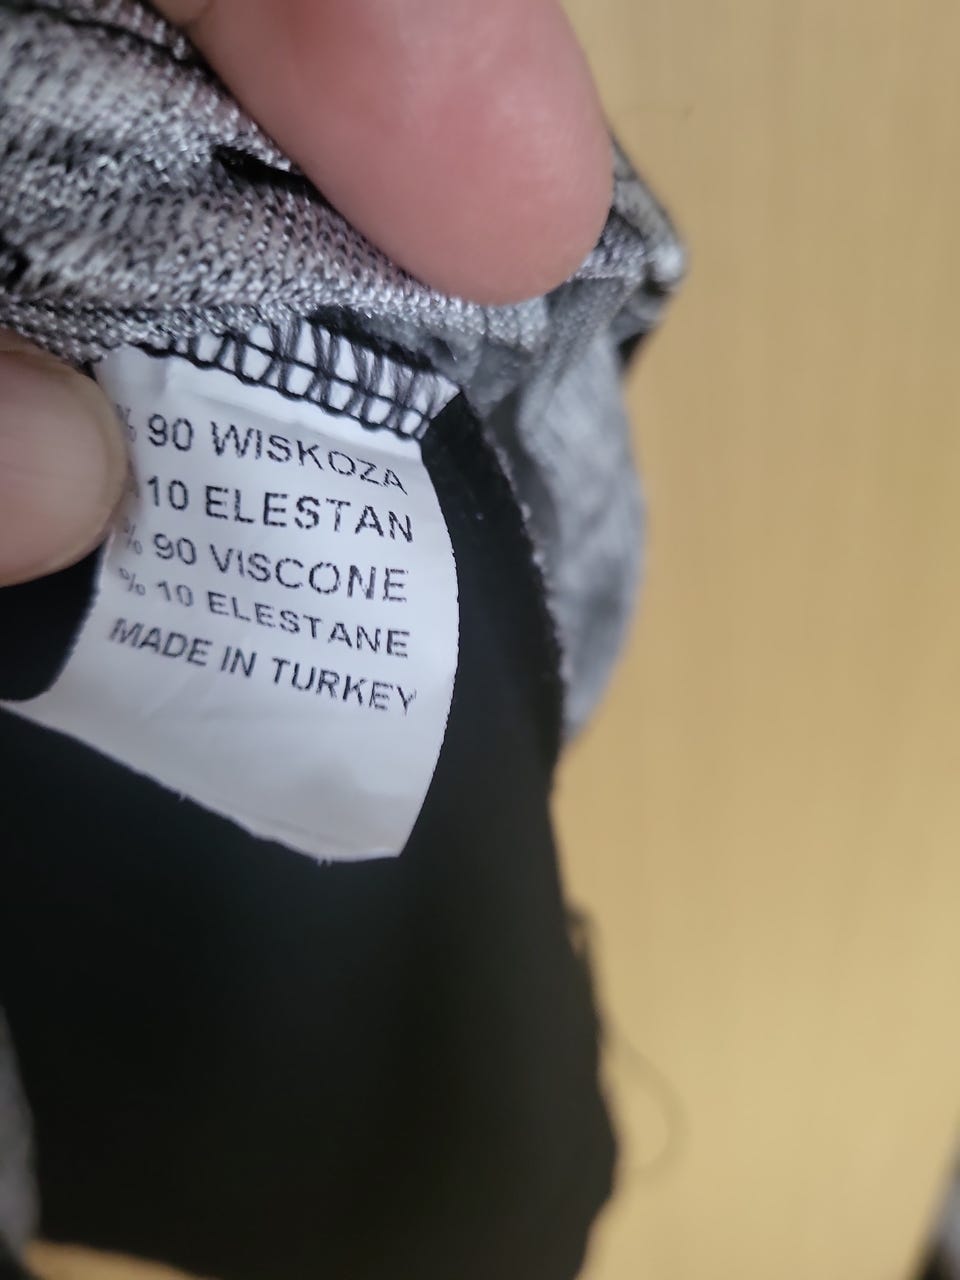 % 90 WISKOZA
10 ELESTAN
% 90 VISCONE
% 10 ELESTANE
MADE IN TURKEY